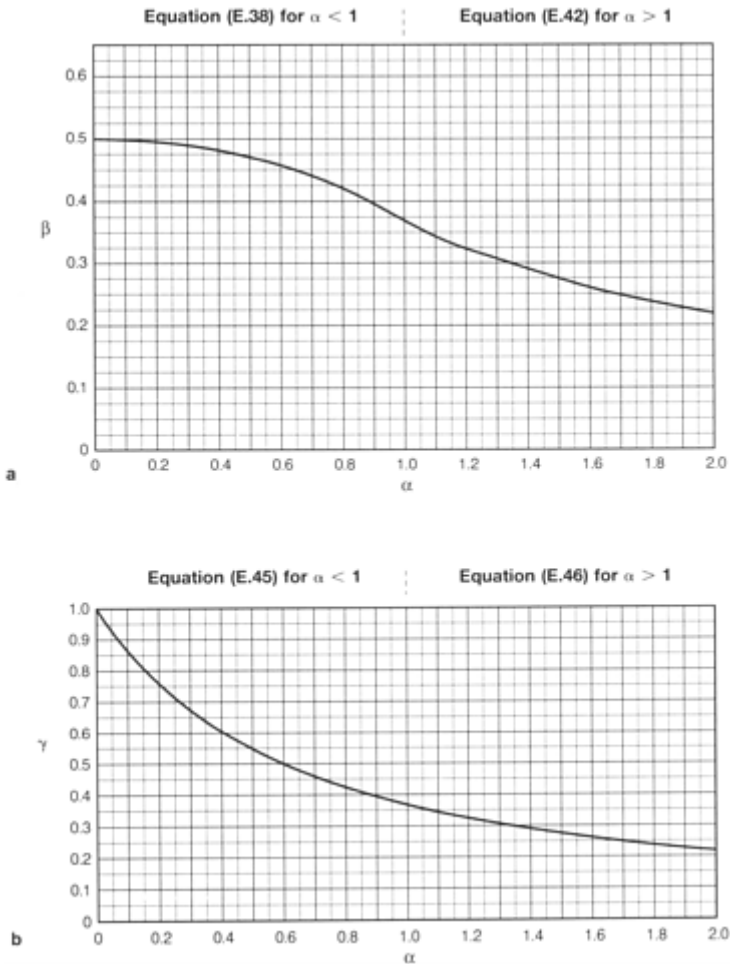 Equation (E.38) for α < 1 Equation (E.42) for α > 1
0.6
0.5
0.4
β
0.3
0.2
0.1
0
0 0.2 0.4 0.6 0.8 1.0 1.2 1.4 1.6 1.8 2.0
α
a
Equation (E.45) for α < 1 Equation (E.46) for α > 1
1.0
0.9
0.8
0.7
0.6
γ
0.5
0.4
0.3
0.2
0.1
0
0 0.2 0.4 0.6 0.8 1.0 1.2 1.4 1.6 1.8 2.0
b
α